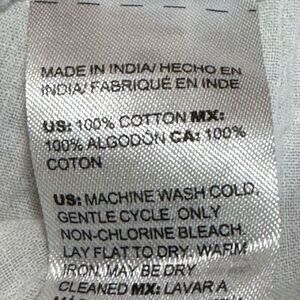 MADE IN INDIA/ HECHO EN
INDIA/ FABRIQUÉ EN INDE
US: 100% COTTON MX:
100% ALGODÓN CA: 100%
COTON
US: MACHINE WASH COLD,
GENTLE CYCLE, ONLY
NON-CHLORINE BLEACH,
LAY FLAT TO DRY, WARM
IRON, MAY BE DRY
CLEANED MX: LAVAR A